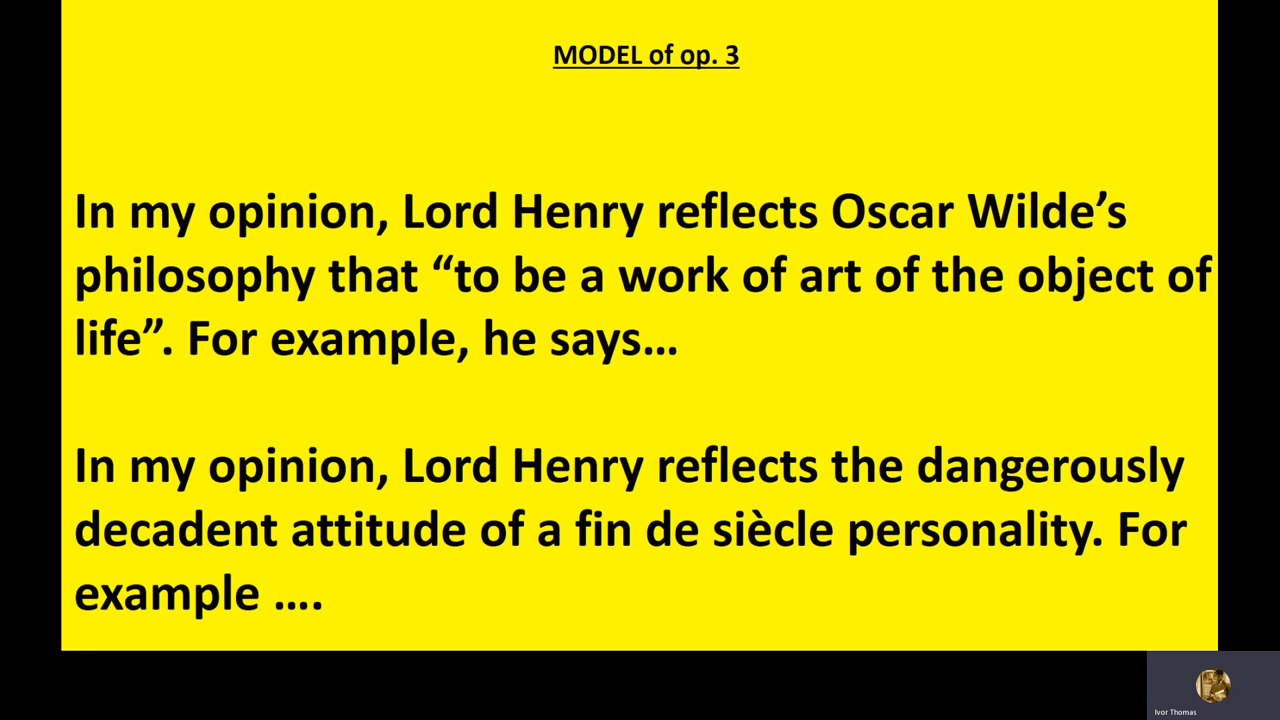 MODEL of op. 3
In my opinion, Lord Henry reflects Oscar Wilde’s
philosophy that “to be a work of art of the object of
life”. For example, he says…
In my opinion, Lord Henry reflects the dangerously
decadent attitude of a fin de siècle personality. For
example ….
Ivor Thomas